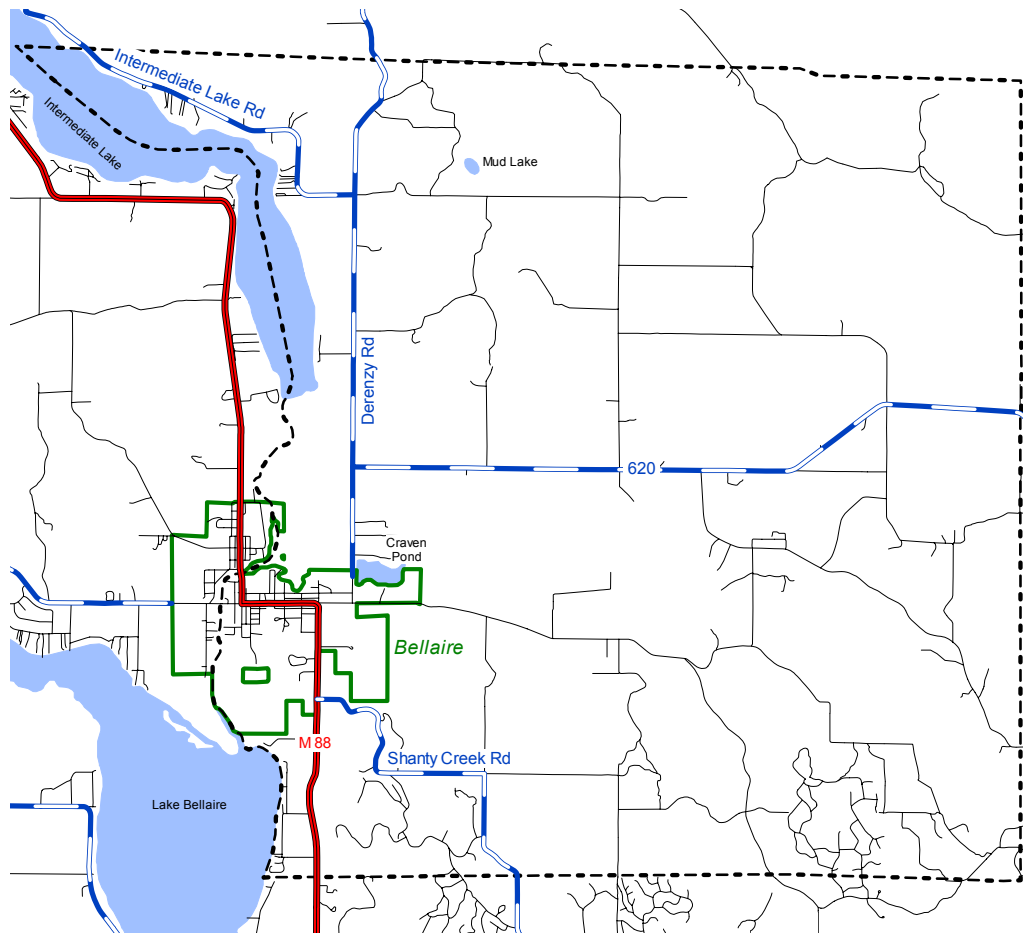 Intermediate Lake Rd
Intermediate Lake
Mud Lake
Derenzy Rd
620
Craven
Pond
Bellaire
M 88
Shanty Creek Rd
Lake Bellaire